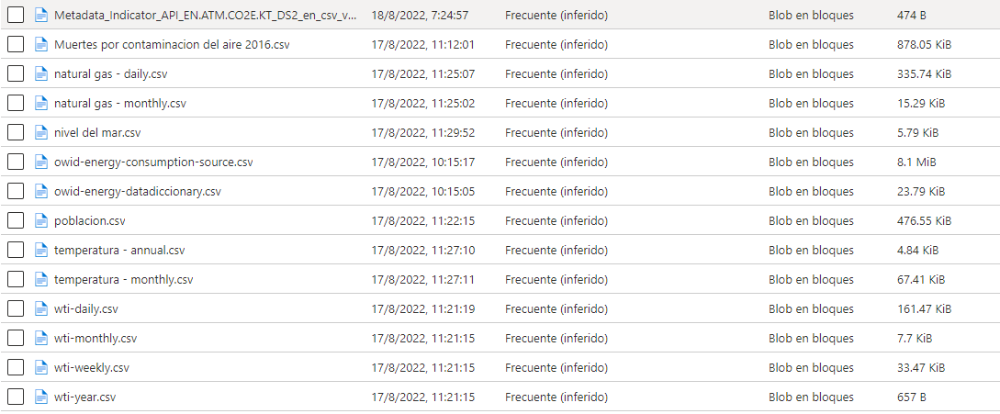 Metadata_Indicator_API_EN.ATM.CO2E.KT_DS2_en_csv_v... 18/8/2022, 7:24:57 Frecuente (inferido) Blob en bloques 474 B
Muertes por contaminacion del aire 2016.csv 17/8/2022, 11:12:01 Frecuente (inferido) Blob en bloques 878.05 KiB
natural gas - daily.csv 17/8/2022, 11:25:07 Frecuente (inferido) Blob en bloques 335.74 KiB
natural gas - monthly.csv 17/8/2022, 11:25:02 Frecuente (inferido) Blob en bloques 15.29 KiB
nivel del mar.csv 17/8/2022, 11:29:52 Frecuente (inferido) Blob en bloques 5.79 KiB
owid-energy-consumption-source.csv 17/8/2022, 10:15:17 Frecuente (inferido) Blob en bloques 8.1 MiB
owid-energy-datadiccionary.csv 17/8/2022, 10:15:05 Frecuente (inferido) Blob en bloques 23.79 KiB
poblacion.csv 17/8/2022, 11:22:15 Frecuente (inferido) Blob en bloques 476.55 KiB
temperatura - annual.csv 17/8/2022, 11:27:10 Frecuente (inferido) Blob en bloques 4.84 KiB
temperatura - monthly.csv 17/8/2022, 11:27:11 Frecuente (inferido) Blob en bloques 67.41 KiB
wti-daily.csv 17/8/2022, 11:21:19 Frecuente (inferido) Blob en bloques 161.47 KiB
wti-monthly.csv 17/8/2022, 11:21:15 Frecuente (inferido) Blob en bloques 7.7 KiB
wti-weekly.csv 17/8/2022, 11:21:15 Frecuente (inferido) Blob en bloques 33.47 KiB
wti-year.csv 17/8/2022, 11:21:15 Frecuente (inferido) Blob en bloques 657 B